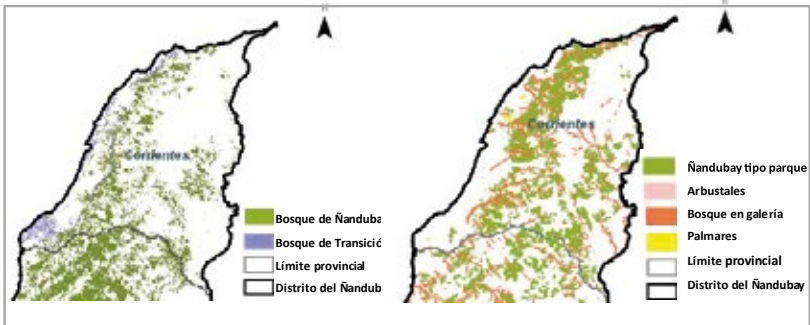 Corrientes
Bosque de Ñanduba
Bosque de Transició
Límite provincial
Distrito del Ñandub
Corrientes
Ñandubay tipo parque
Arbustales
Bosque en galería
Palmares
Límite provincial
Distrito del Ñandubay